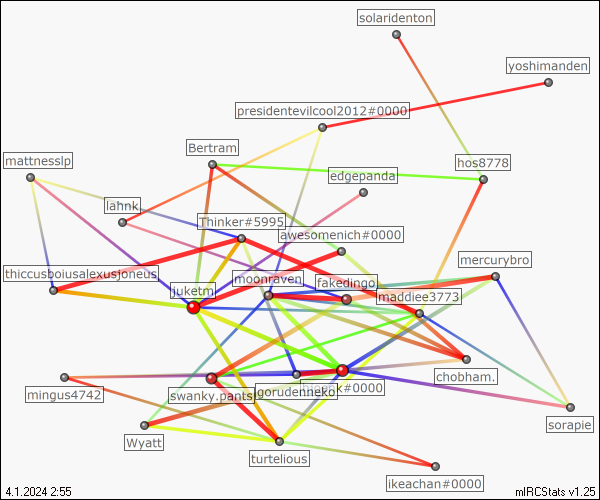 solaridenton
yoshimanden
presidentevilcool2012#0000
Bertram
hos8778
mattnesslp
edgepanda
lahnk
Thinker#5995
awesomenich#0000
mercurybro
thiccusboiusalexusjoneus
moonraven
fakedingo
juketm
maddiee3773
chobham.
mingus4742
swanky.pants
gorudenneko
k#0000
sorapie
Wyatt
turtelious
ikeachan#0000
4.1.2024 2:55
mIRCStats v1.25